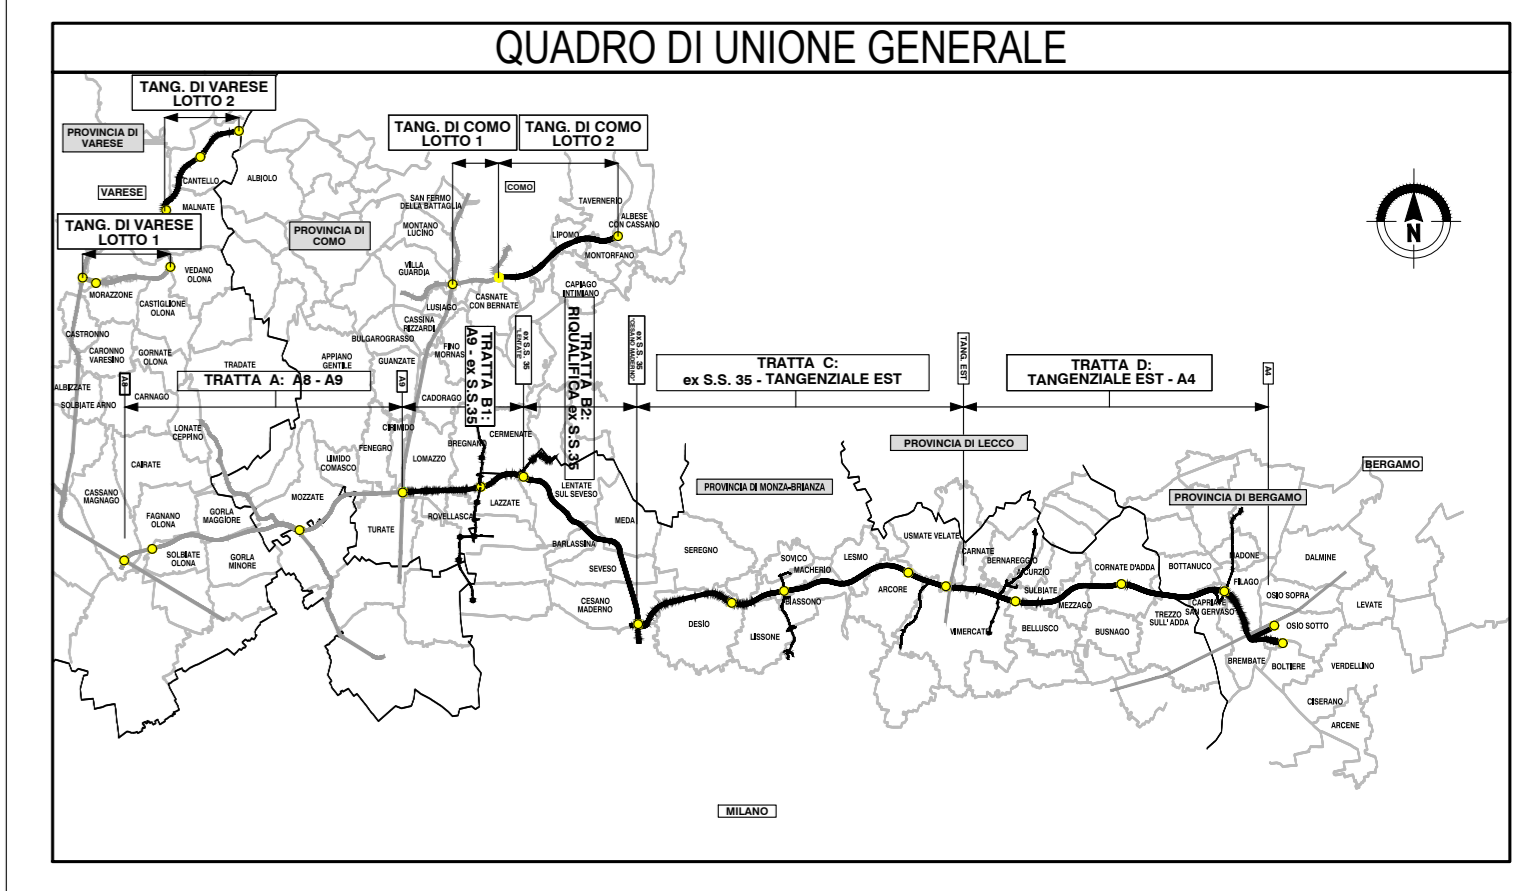 QUADRO DI UNIONE GENERALE
TANG. DI VARESE
LOTTO 2
PROVINCIA DI
VARESE
VARESE
CANTELLO
ALBIOLO
MALNATE
TANG. DI VARESE
LOTTO 1
VEDANO
OLONA
MORAZZONE
CASTIGLIONE
OLONA
CASTRONNO
CARONNO
VARESINO
GORNATE
OLONA
TRADATE
ALBIZZATE
SOLBIATE ARNO
CARNAGO
LONATE
CEPPINO
CAIRATE
CASSANO
MAGNAGO
FAGNANO
OLONA
GORLA
MAGGIORE
SOLBIATE
OLONA
GORLA
MINORE
MOZZATE
LIMIDO
COMASCO
FENEGRO
CIRIMIDO
TURATE
PROVINCIA DI
COMO
TANG. DI COMO
LOTTO 1
TANG. DI COMO
LOTTO 2
COMO
SAN FERMO
DELLA BATTAGLIA
MONTANO
LUCINO
VILLA
GUARDIA
TAVERNERIO
ALBESE
CON CASSANO
LIPOMO
MONTORFANO
CAPIAGO
INTIMIANO
LUSIAGO
CASNATE
CON BERNATE
CASSINA
RIZZARDI
BULGAROGRASSO
FINO
MORNAS
APPIANO
GENTILE
GUANZATE
CADORAGO
LOMAZZO
BREGNANO
CERMENATE
ROVELLASCA
LAZZATE
LENTATE
SUL SEVESO
MEDA
BARLASSINA
SEVESO
CESANO
MADERNO
A8
TRATTA A: A8 - A9
A9
TRATTA B1:
A9 - ex S.S.35
ex S.S. 35
"LENTATE"
TRATTA B2:
RIQUALIFICA ex S.S.35
ex S.S. 35
"CESANO MADERNO"
TRATTA C:
ex S.S. 35 - TANGENZIALE EST
TANG. EST
TRATTA D:
TANGENZIALE EST - A4
A4
N
PROVINCIA DI LECCO
PROVINCIA DI MONZA-BRIANZA
BERGAMO
PROVINCIA DI BERGAMO
SEREGNO
SOVICO
MACHERIO
LESMO
USMATE VELATE
CARNATE
BERNAREGGIO
AICURZIO
SULBIATE
CORNATE D'ADDA
BOTTANUCO
MADONE
FILAGO
DALMINE
OSIO SOPRA
LEVATE
ARCORE
BIASSONO
DESIO
LISSONE
VIMERCATE
BELLUSCO
MEZZAGO
BUSNAGO
TREZZO
SULL' ADDA
CAPRIATE
SAN GERVASO
OSIO SOTTO
BREMBATE
BOLTIERE
VERDELLINO
CISERANO
ARCENE
MILANO